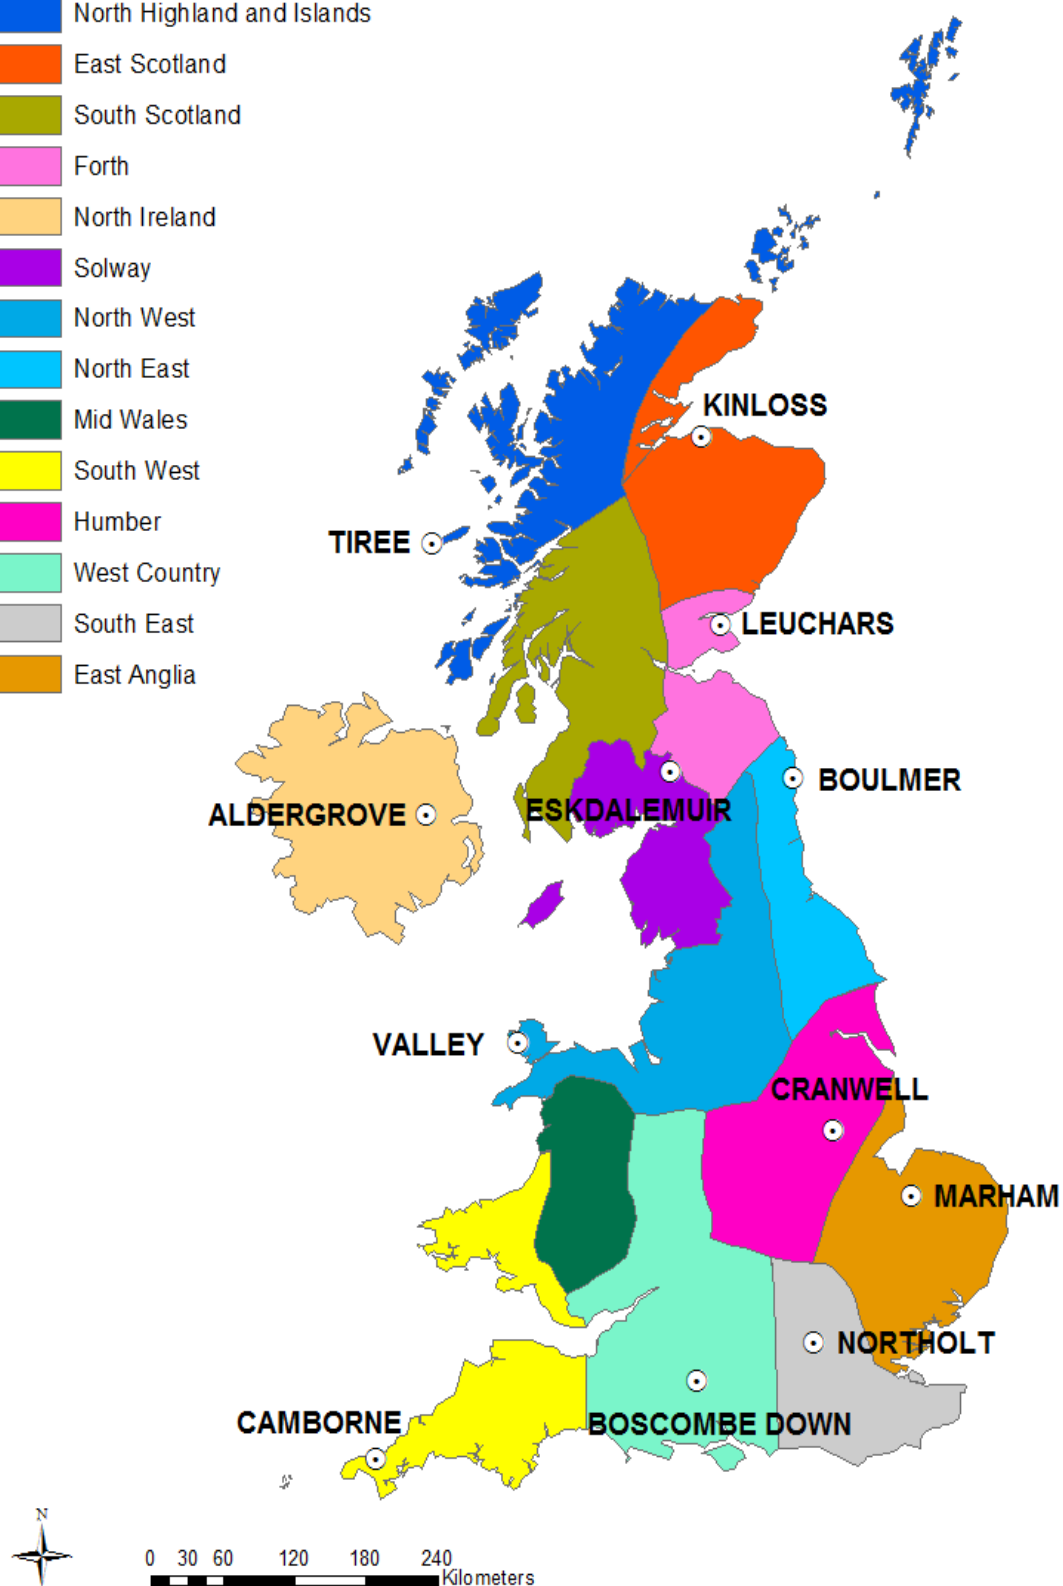 North Highland and Islands
East Scotland
South Scotland
Forth
North Ireland
Solway
North West
North East
Mid Wales
South West
Humber
West Country
South East
East Anglia
KINLOSS
TIREE
LEUCHARS
BOULMER
ALDERGROVE
ESKDALEMUIR
VALLEY
CRANWELL
MARHAM
NORTHOLT
CAMBORNE
BOSCOMBE DOWN
N
0 30 60 120 180 240
Kilometers